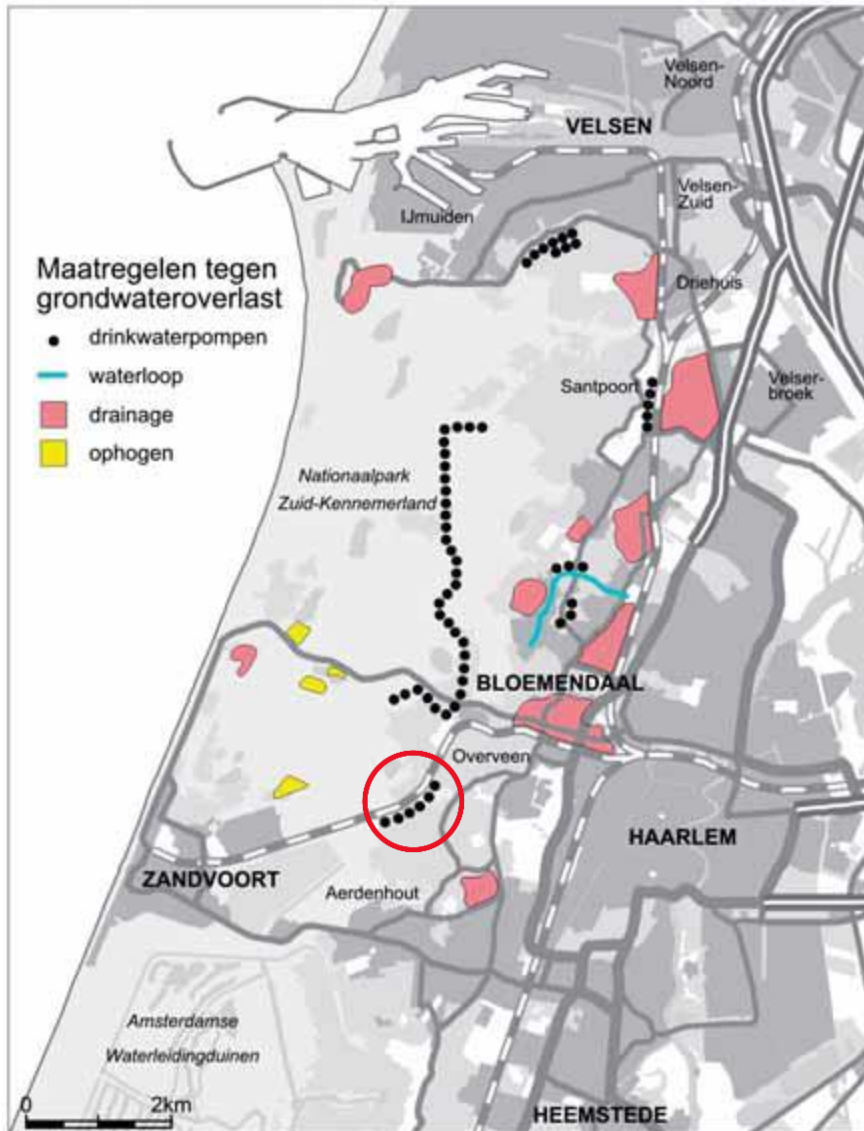 Velsen-
Noord
VELSEN
Velsen-
Zuid
IJmuiden
Maatregelen tegen
grondwateroverlast
drinkwaterpompen
waterloop
drainage
ophogen
Driehuis
Santpoort
Velser-
broek
Nationaalpark
Zuid-Kennemerland
BLOEMENDAAL
Overveen
HAARLEM
ZANDVOORT
Aerdenhout
Amsterdamse
Waterleidingduinen
0 2km
HEEMSTEDE